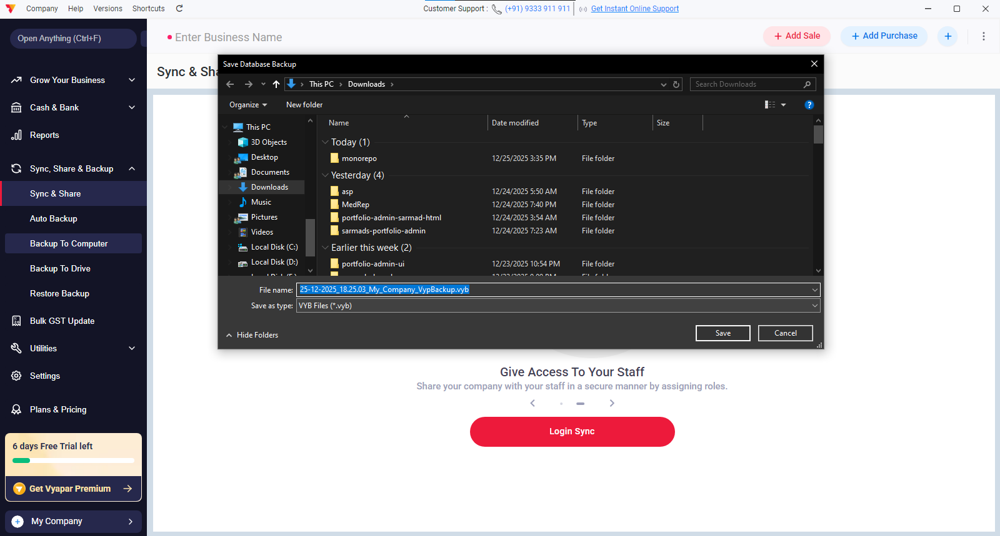 Company Help Versions Shortcuts
Customer Support : (+91) 9333 911 911 Get Instant Online Support
Open Anything (Ctrl+F)
Enter Business Name
+ Add Sale
+ Add Purchase
Grow Your Business
Cash & Bank
Reports
Sync, Share & Backup
Sync & Share
Auto Backup
Backup To Computer
Backup To Drive
Restore Backup
Bulk GST Update
Utilities
Settings
Plans & Pricing
6 days Free Trial left
Get Vyapar Premium
My Company
Sync & Sha
Save Database Backup
This PC > Downloads >
Search Downloads
Organize New folder
This PC
3D Objects
Desktop
Documents
Downloads
Music
Pictures
Videos
Local Disk (C:)
Local Disk (D:)
Name Date modified Type Size
Today (1)
monorepo 12/25/2025 3:35 PM File folder
Yesterday (4)
asp 12/24/2025 5:50 AM File folder
MedRep 12/24/2025 7:40 PM File folder
portfolio-admin-sarmad-html 12/24/2025 3:54 AM File folder
sarmads-portfolio-admin 12/24/2025 7:23 AM File folder
Earlier this week (2)
portfolio-admin-ui 12/23/2025 10:54 PM File folder
File name: 25-12-2025_18.25.03_My_Company_VypBackup.vyb
Save as type: VYB Files (*.vyb)
Hide Folders
Save
Cancel
Give Access To Your Staff
Share your company with your staff in a secure manner by assigning roles.
Login Sync